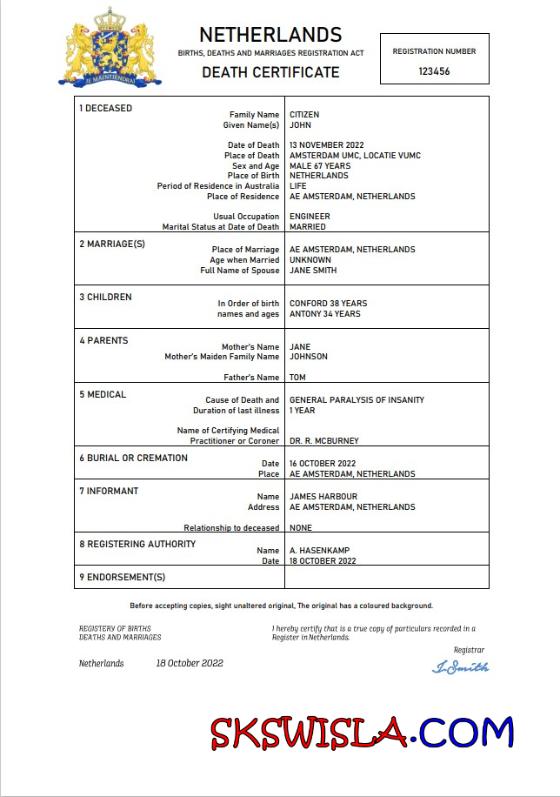 NETHERLANDS
BIRTHS, DEATHS AND MARRIAGES REGISTRATION ACT
DEATH CERTIFICATE
REGISTRATION NUMBER
123456
JE MAINTIENDRAI
1 DECEASED
Family Name CITIZEN
Given Name(s) JOHN
Date of Death 13 NOVEMBER 2022
Place of Death AMSTERDAM UMC, LOCATIE VUMC
Sex and Age MALE 67 YEARS
Place of Birth NETHERLANDS
Period of Residence in Australia LIFE
Place of Residence AE AMSTERDAM, NETHERLANDS
Usual Occupation ENGINEER
Marital Status at Date of Death MARRIED
2 MARRIAGE(S)
Place of Marriage AE AMSTERDAM, NETHERLANDS
Age when Married UNKNOWN
Full Name of Spouse JANE SMITH
3 CHILDREN
In Order of birth CONFORD 38 YEARS
names and ages ANTONY 34 YEARS
4 PARENTS
Mother's Name JANE
Mother's Maiden Family Name JOHNSON
Father's Name TOM
5 MEDICAL
Cause of Death and GENERAL PARALYSIS OF INSANITY
Duration of last illness 1 YEAR
Name of Certifying Medical
Practitioner or Coroner DR. R. MCBURNEY
6 BURIAL OR CREMATION
Date 16 OCTOBER 2022
Place AE AMSTERDAM, NETHERLANDS
7 INFORMANT
Name JAMES HARBOUR
Address AE AMSTERDAM, NETHERLANDS
Relationship to deceased NONE
8 REGISTERING AUTHORITY
Name A. HASENKAMP
Date 18 OCTOBER 2022
9 ENDORSEMENT(S)
Before accepting copies, sight unaltered original, The original has a coloured background.
REGISTERY OF BIRTHS
DEATHS AND MARRIAGES
I hereby certify that is a true copy of particulars recorded in a
Register in Netherlands.
Registrar
Netherlands 18 October 2022
J.Smith
SKSWISLA.COM